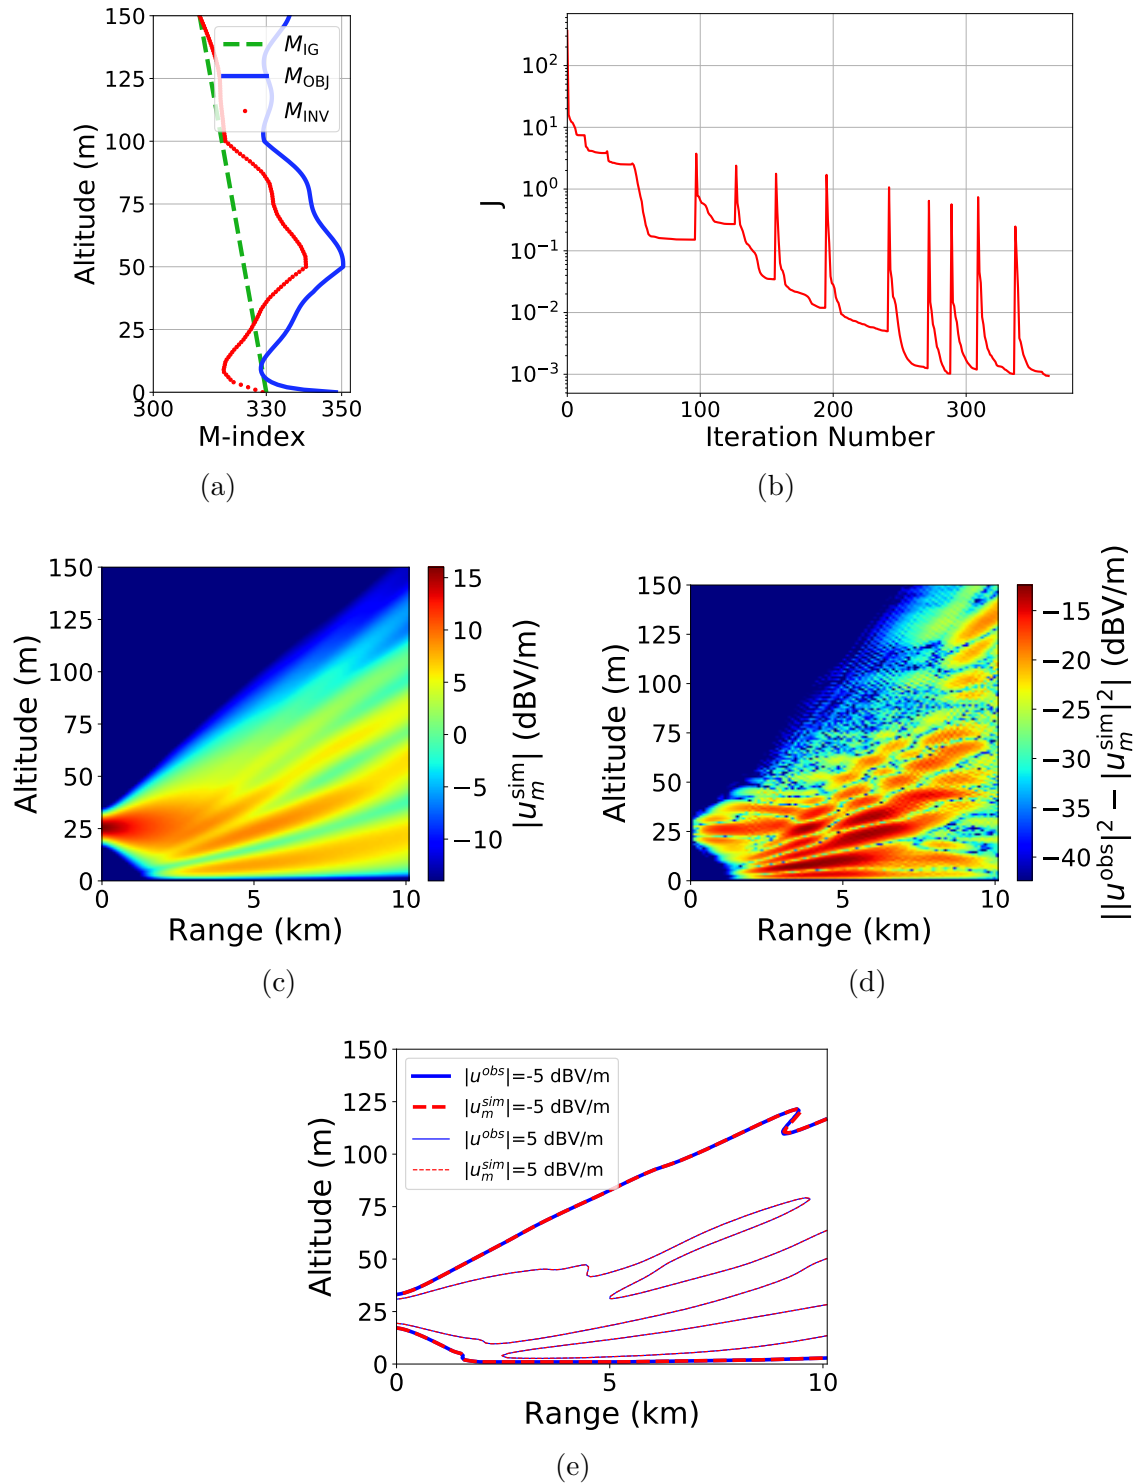 150
125
100
75
50
25
0
Altitude (m)
300
330
350
M-index
M_IG
M_OBJ
M_INV
(a)
10^2
10^1
10^0
10^−1
10^−2
10^−3
J
0
100
200
300
Iteration Number
(b)
150
125
100
75
50
25
0
Altitude (m)
0
5
10
Range (km)
15
10
5
0
−5
−10
|u_m^sim| (dBV/m)
(c)
150
125
100
75
50
25
0
Altitude (m)
0
5
10
Range (km)
−15
−20
−25
−30
−35
−40
||u^obs|^2 − |u_m^sim|^2| (dBV/m)
(d)
150
125
100
75
50
25
0
Altitude (m)
|u^obs|=-5 dBV/m
|u_m^sim|=-5 dBV/m
|u^obs|=5 dBV/m
|u_m^sim|=5 dBV/m
0
5
10
Range (km)
(e)